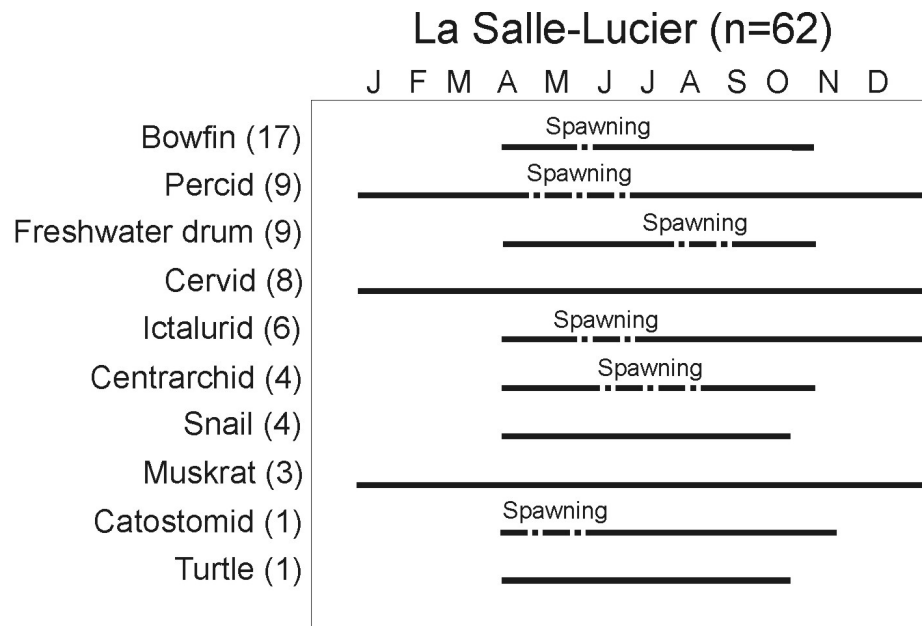 La Salle-Lucier (n=62)
J F M A M J J A S O N D
Spawning
Bowfin (17)
Spawning
Percid (9)
Spawning
Freshwater drum (9)
Cervid (8)
Spawning
Ictalurid (6)
Spawning
Centrarchid (4)
Snail (4)
Muskrat (3)
Spawning
Catostomid (1)
Turtle (1)